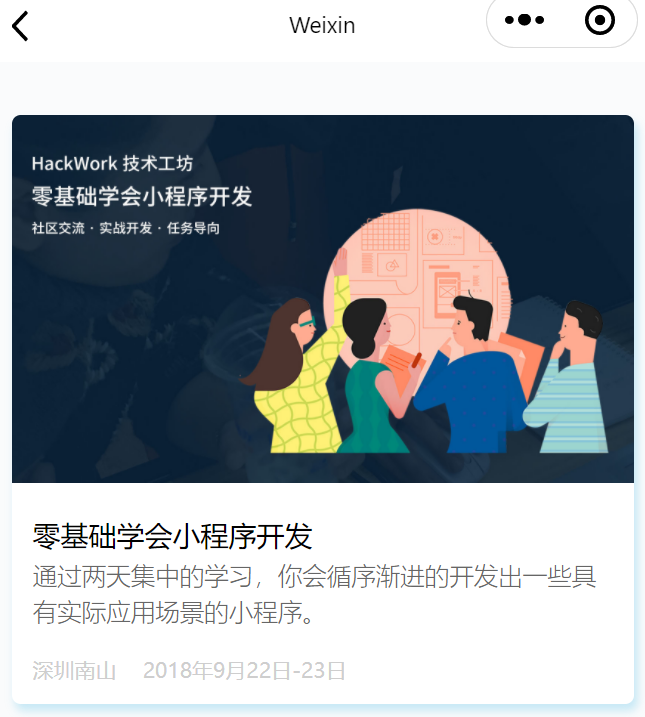 Weixin
HackWork 技术工坊
零基础学会小程序开发
社区交流 · 实战开发 · 任务导向
零基础学会小程序开发
通过两天集中的学习，你会循序渐进的开发出一些具
有实际应用场景的小程序。
深圳南山 2018年9月22日-23日